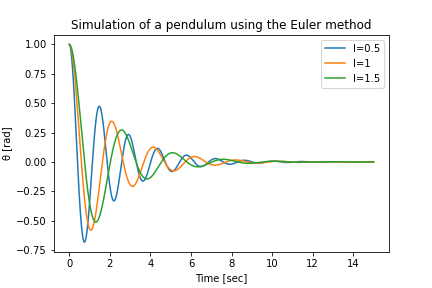 Simulation of a pendulum using the Euler method
1.00
0.75
0.50
0.25
0.00
−0.25
−0.50
−0.75
θ [rad]
l=0.5
l=1
l=1.5
0 2 4 6 8 10 12 14
Time [sec]